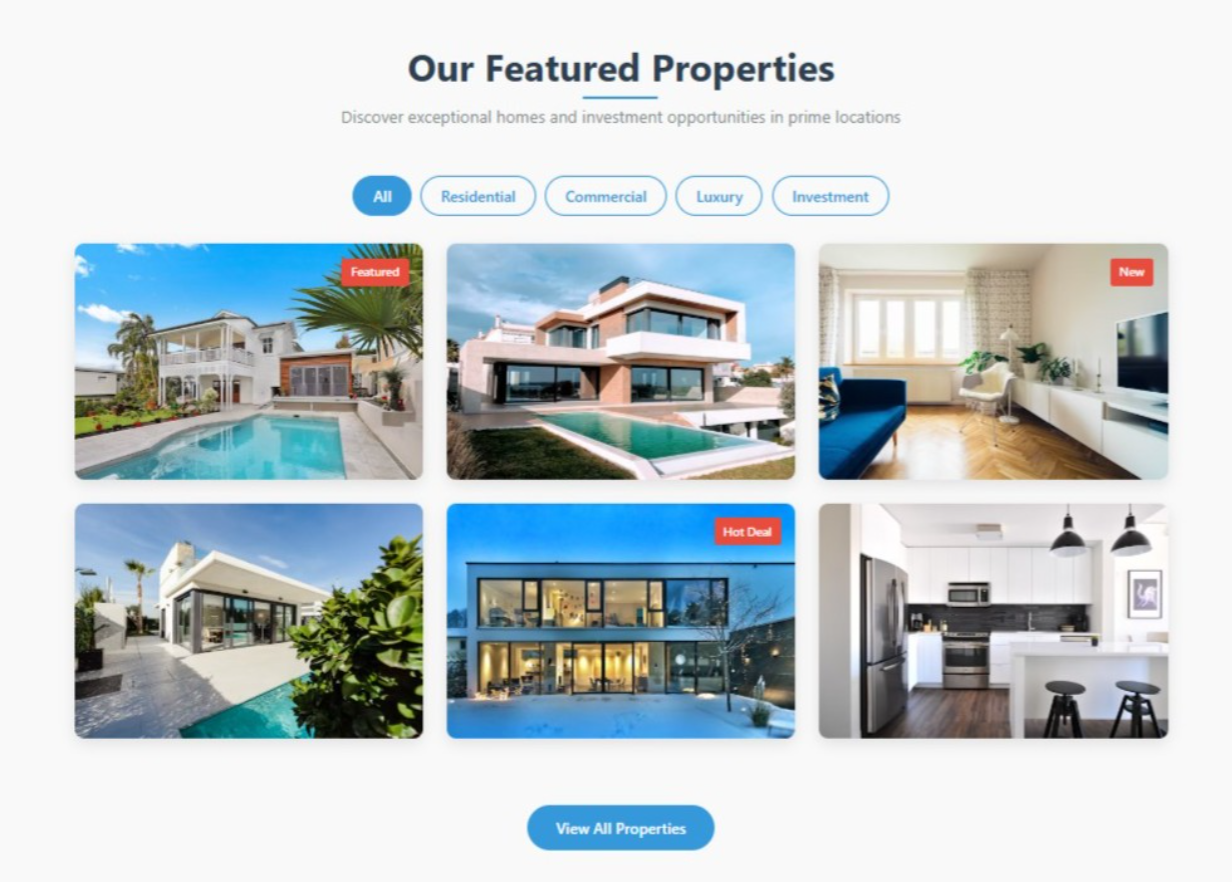 Our Featured Properties
Discover exceptional homes and investment opportunities in prime locations
All
Residential
Commercial
Luxury
Investment
Featured
New
Hot Deal
View All Properties